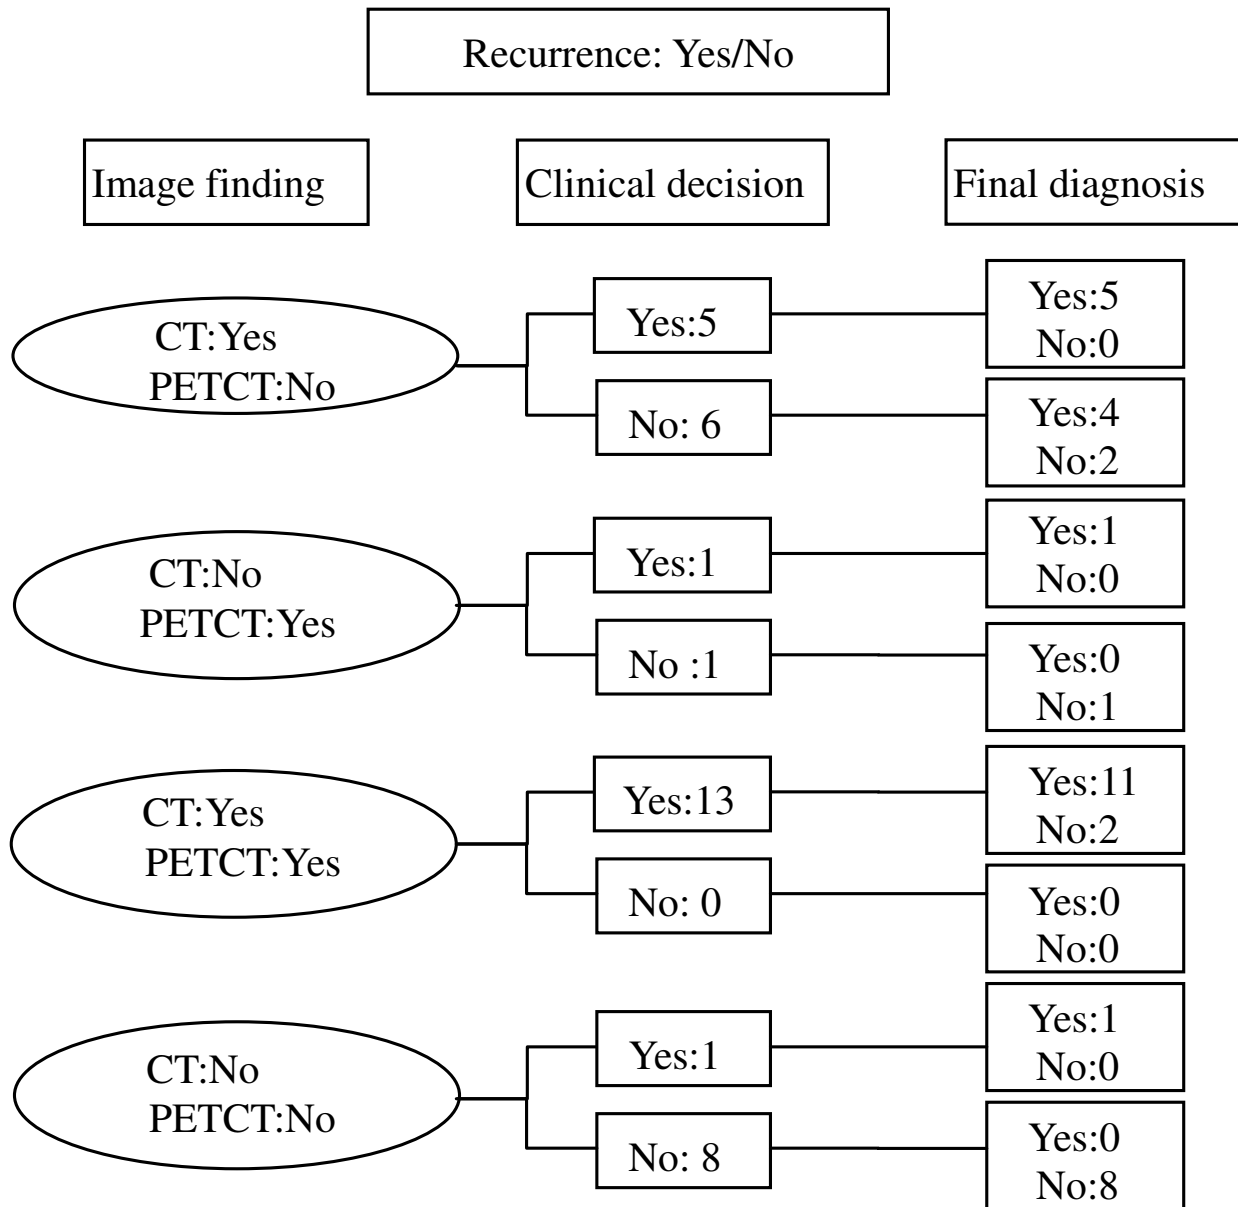 Recurrence: Yes/No
Image finding
Clinical decision
Final diagnosis
CT:Yes
PETCT:No
Yes:5
Yes:5
No:0
No: 6
Yes:4
No:2
CT:No
PETCT:Yes
Yes:1
Yes:1
No:0
No :1
Yes:0
No:1
CT:Yes
PETCT:Yes
Yes:13
Yes:11
No:2
No: 0
Yes:0
No:0
CT:No
PETCT:No
Yes:1
Yes:1
No:0
No: 8
Yes:0
No:8